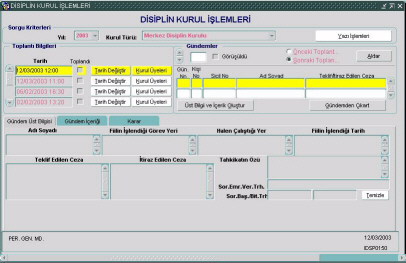 DİSİPLİN KURUL İŞLEMLERİ
DİSİPLİN KURUL İŞLEMLERİ
Sorgu Kriterleri
Yılı: 2003 Kurul Türü: Merkez Disiplin Kurulu Yazı İşlemleri
Toplantı Bilgileri Gündemler
Tarih Toplandı Görüşüldü Önceki Toplant... Sonraki Toplant... Aktar
12/03/2003 12:00 Tarih Değiştir Kurul Üyeleri
12/03/2003 11:00 Tarih Değiştir Kurul Üyeleri
06/02/2003 16:30 Tarih Değiştir Kurul Üyeleri
03/02/2003 13:20 Tarih Değiştir Kurul Üyeleri
Gün. No Kişi No Sicil No Ad Soyad Teklif/İtiraz Edilen Ceza
Üst Bilgi ve İçerik Oluştur Gündemden Çıkart
Gündem Üst Bilgisi Gündem İçeriği Karar
Adı Soyadı Fiilin İşlendiği Görev Yeri Halen Çalıştığı Yer Fiilin İşlendiği Tarih
Teklif Edilen Ceza İtiraz Edilen Ceza Tahkikatın Özü
Sor.Emr.Ver.Trh.
Sor.Baş./Bit.Trf Temizle
PER. GEN. MD. 12/03/2003
IDSP0150